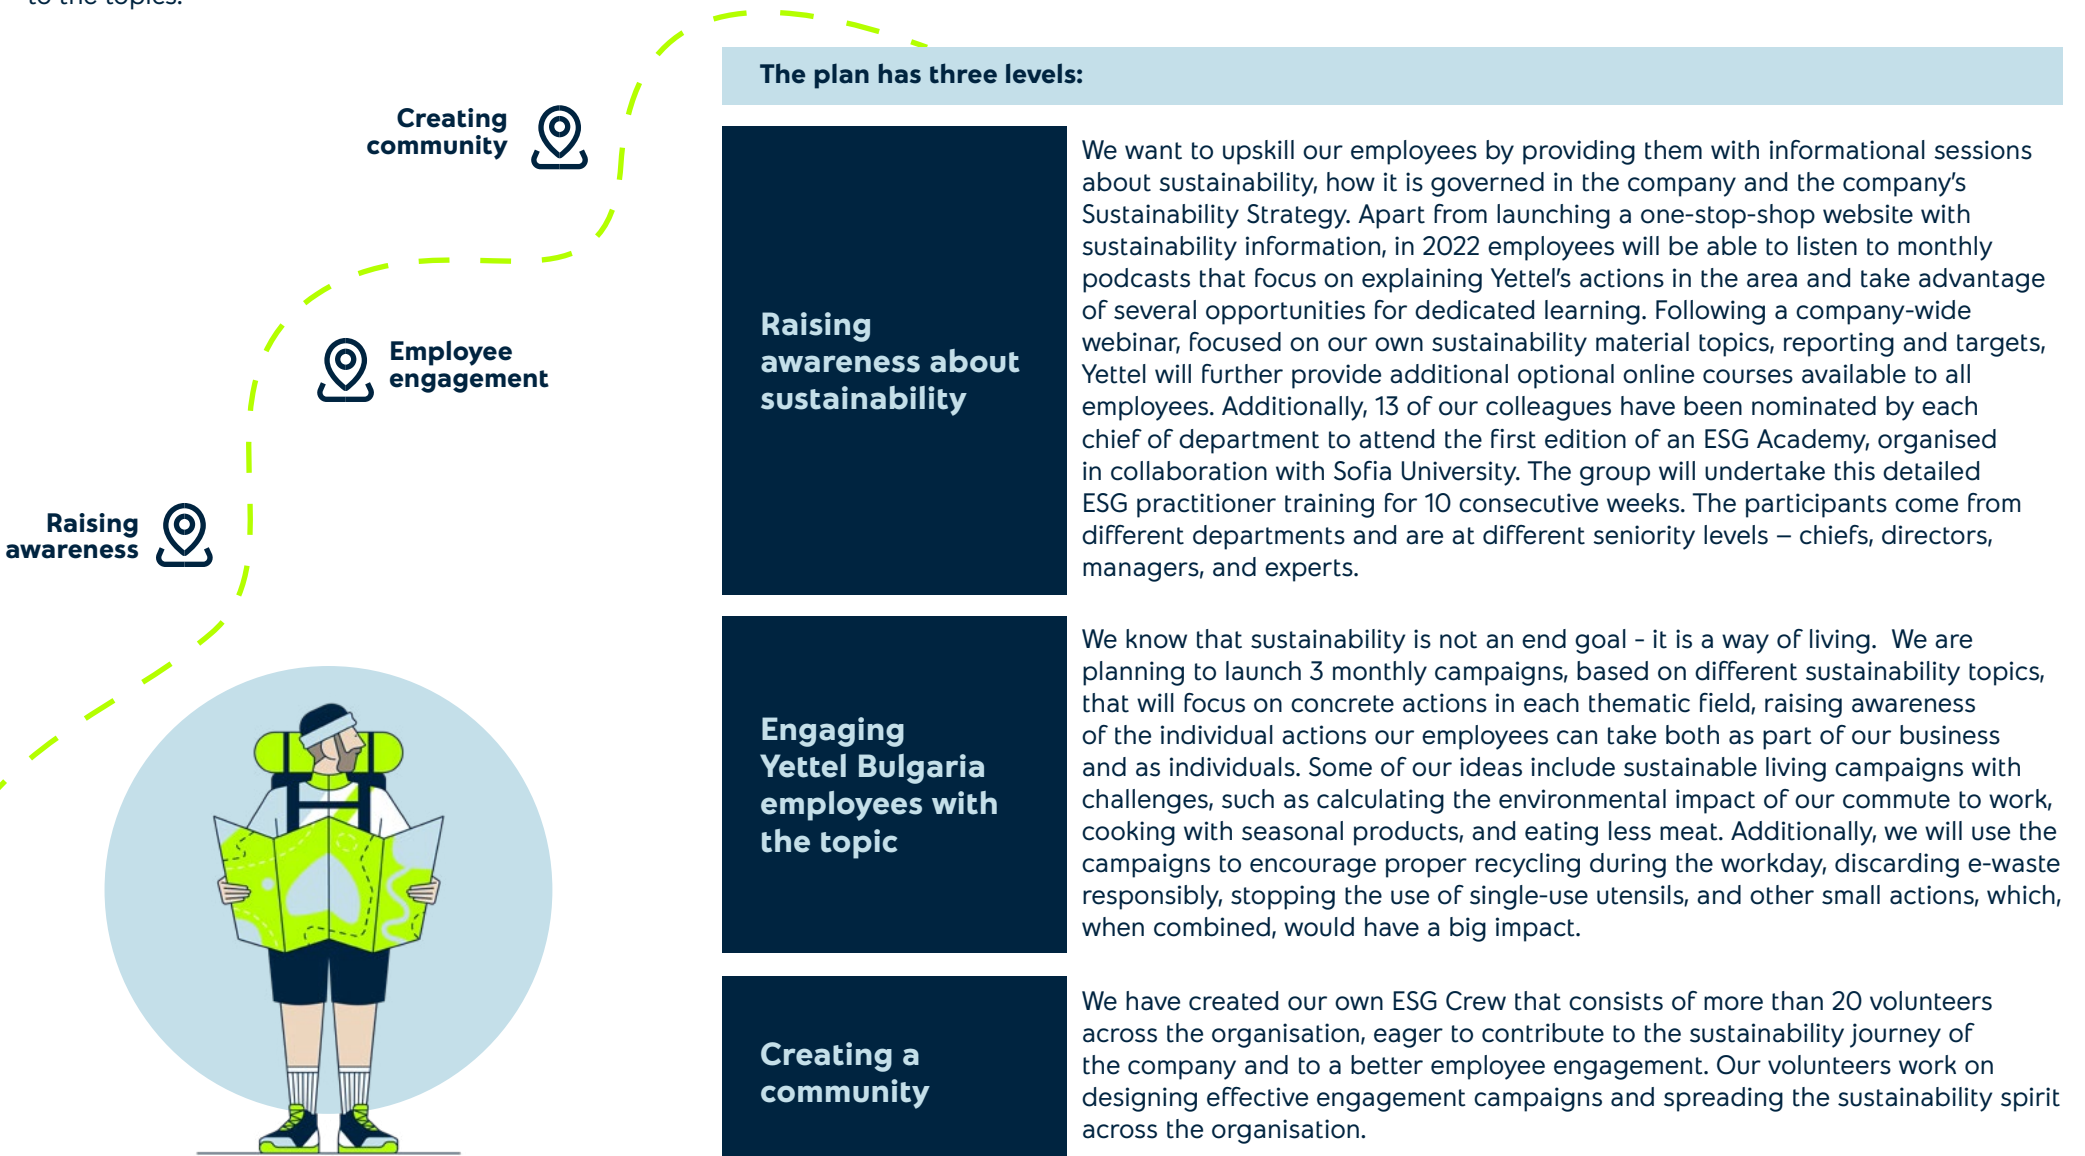 to the topics.
Creating
community
Employee
engagement
Raising
awareness
The plan has three levels:
Raising
awareness about
sustainability
We want to upskill our employees by providing them with informational sessions
about sustainability, how it is governed in the company and the company’s
Sustainability Strategy. Apart from launching a one-stop-shop website with
sustainability information, in 2022 employees will be able to listen to monthly
podcasts that focus on explaining Yettel’s actions in the area and take advantage
of several opportunities for dedicated learning. Following a company-wide
webinar, focused on our own sustainability material topics, reporting and targets,
Yettel will further provide additional optional online courses available to all
employees. Additionally, 13 of our colleagues have been nominated by each
chief of department to attend the first edition of an ESG Academy, organised
in collaboration with Sofia University. The group will undertake this detailed
ESG practitioner training for 10 consecutive weeks. The participants come from
different departments and are at different seniority levels – chiefs, directors,
managers, and experts.
Engaging
Yettel Bulgaria
employees with
the topic
We know that sustainability is not an end goal - it is a way of living.  We are
planning to launch 3 monthly campaigns, based on different sustainability topics,
that will focus on concrete actions in each thematic field, raising awareness
of the individual actions our employees can take both as part of our business
and as individuals. Some of our ideas include sustainable living campaigns with
challenges, such as calculating the environmental impact of our commute to work,
cooking with seasonal products, and eating less meat. Additionally, we will use the
campaigns to encourage proper recycling during the workday, discarding e-waste
responsibly, stopping the use of single-use utensils, and other small actions, which,
when combined, would have a big impact.
Creating a
community
We have created our own ESG Crew that consists of more than 20 volunteers
across the organisation, eager to contribute to the sustainability journey of
the company and to a better employee engagement. Our volunteers work on
designing effective engagement campaigns and spreading the sustainability spirit
across the organisation.